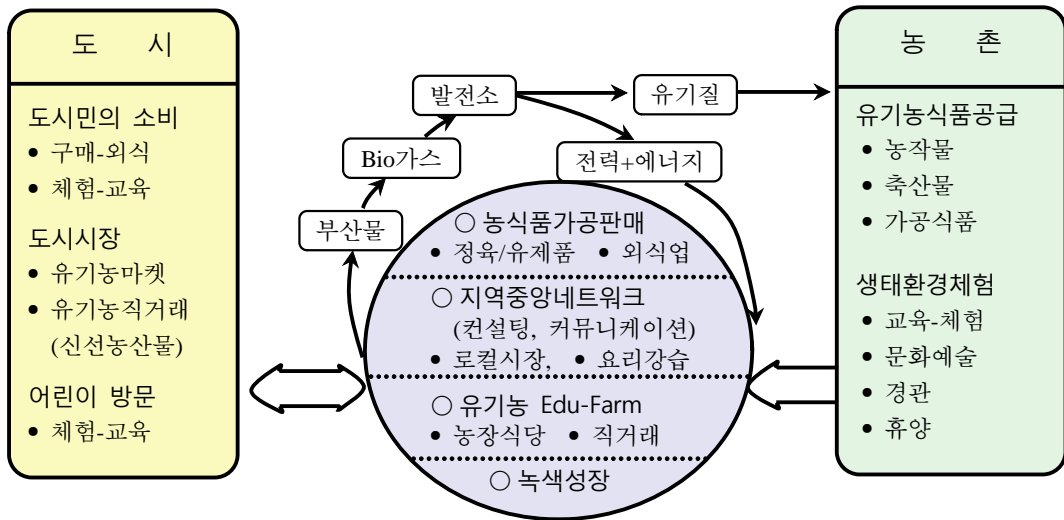 도 시
도시민의 소비
• 구매-외식
• 체험-교육
도시시장
• 유기농마켓
• 유기농직거래
(신선농산물)
어린이 방문
• 체험-교육
발전소
유기질
Bio가스
전력+에너지
부산물
○ 농식품가공판매
• 정육/유제품 • 외식업
○ 지역중앙네트워크
(컨설팅, 커뮤니케이션)
• 로컬시장, • 요리강습
○ 유기농 Edu-Farm
• 농장식당 • 직거래
○ 녹색성장
농 촌
유기농식품공급
• 농작물
• 축산물
• 가공식품
생태환경체험
• 교육-체험
• 문화예술
• 경관
• 휴양